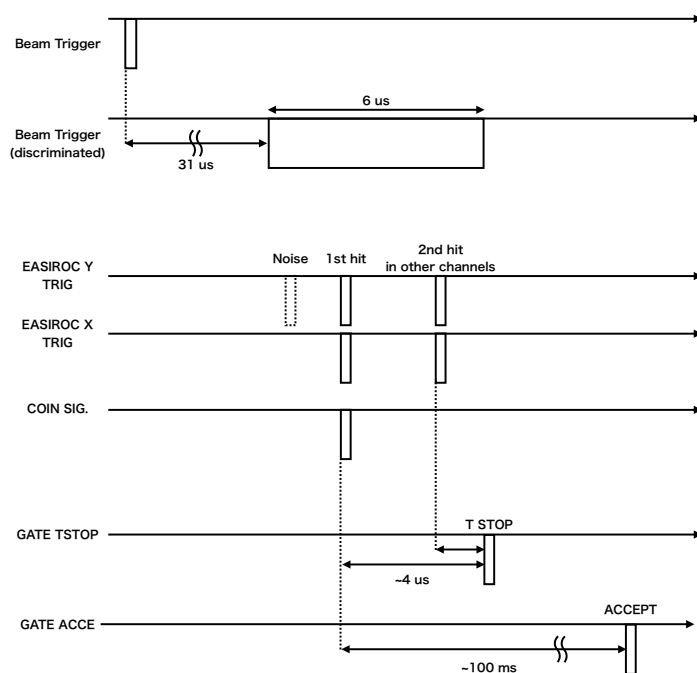 Beam Trigger
6 us
Beam Trigger
(discriminated)
31 us
Noise
1st hit
2nd hit
in other channels
EASIROC Y
TRIG
EASIROC X
TRIG
COIN SIG.
T STOP
GATE TSTOP
~4 us
ACCEPT
GATE ACCE
~100 ms